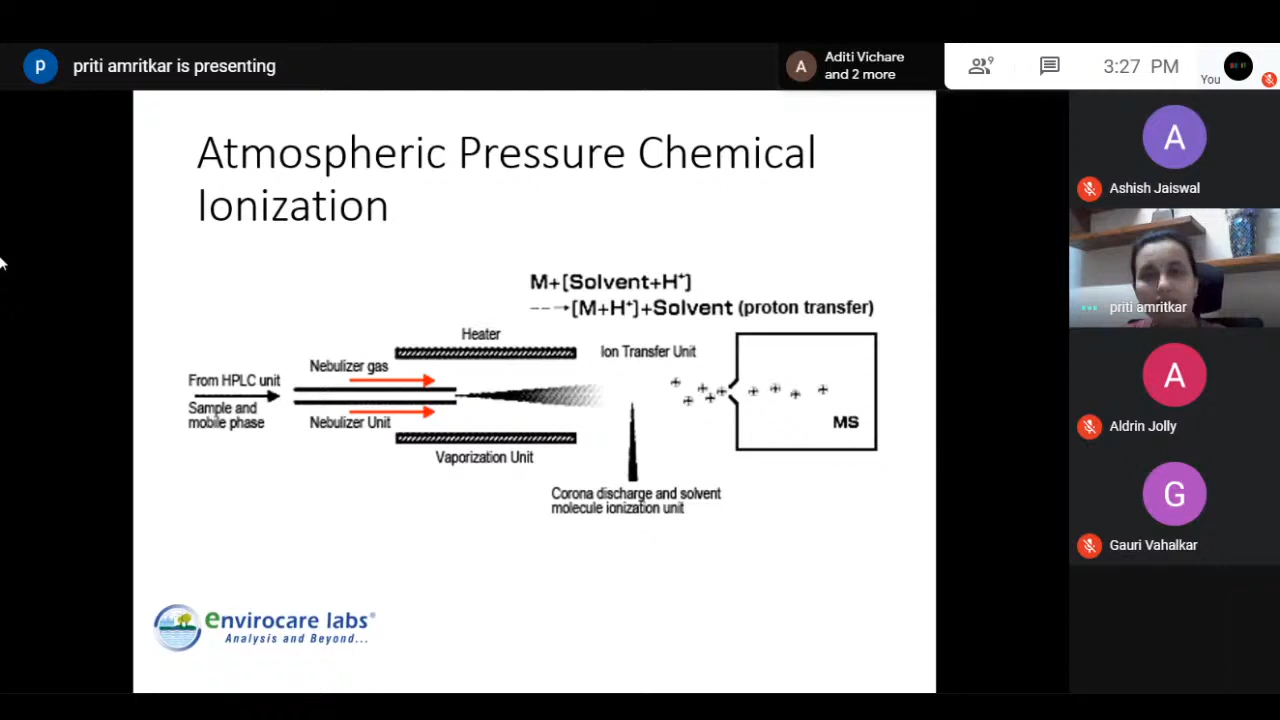 p
priti amritkar is presenting
A
Aditi Vichare
and 2 more
9
3:27 PM
You
Atmospheric Pressure Chemical
Ionization
M+[Solvent+H⁺]
--→[M+H⁺]+Solvent (proton transfer)
Heater
Ion Transfer Unit
Nebulizer gas
From HPLC unit
Sample and
mobile phase
Nebulizer Unit
MS
Vaporization Unit
Corona discharge and solvent
molecule ionization unit
envirocare labs®
Analysis and Beyond...
A
Ashish Jaiswal
priti amritkar
A
Aldrin Jolly
G
Gauri Vahalkar